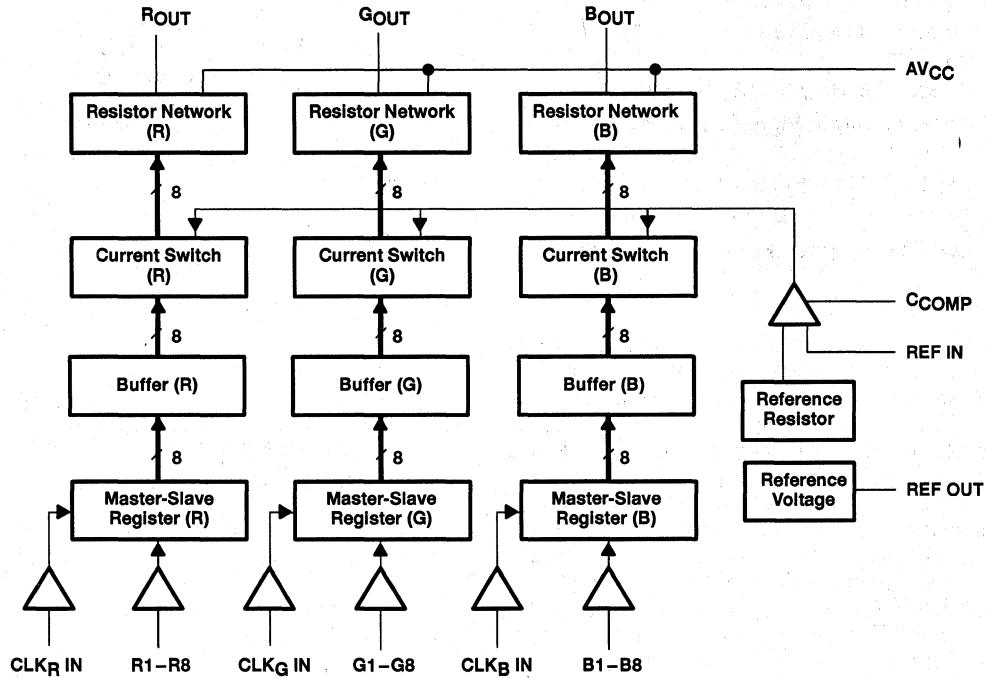 ROUT GOUT BOUT
AVCC
Resistor Network (R)
Resistor Network (G)
Resistor Network (B)
8 8 8
Current Switch (R)
Current Switch (G)
Current Switch (B)
CCOMP
8 8 8
REF IN
Buffer (R)
Buffer (G)
Buffer (B)
Reference Resistor
8 8 8
Master-Slave Register (R)
Master-Slave Register (G)
Master-Slave Register (B)
Reference Voltage
REF OUT
CLKR IN R1–R8 CLKG IN G1–G8 CLKB IN B1–B8